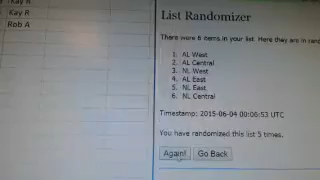 Kay R
Kay R
Rob A
List Randomizer
There were 6 items in your list. Here they are in
1. AL West
2. AL Central
3. NL West
4. AL East
5. NL East
6. NL Central
Timestamp: 2015-06-04 00:06:53 UTC
You have randomized this list 5 times.
Again! Go Back